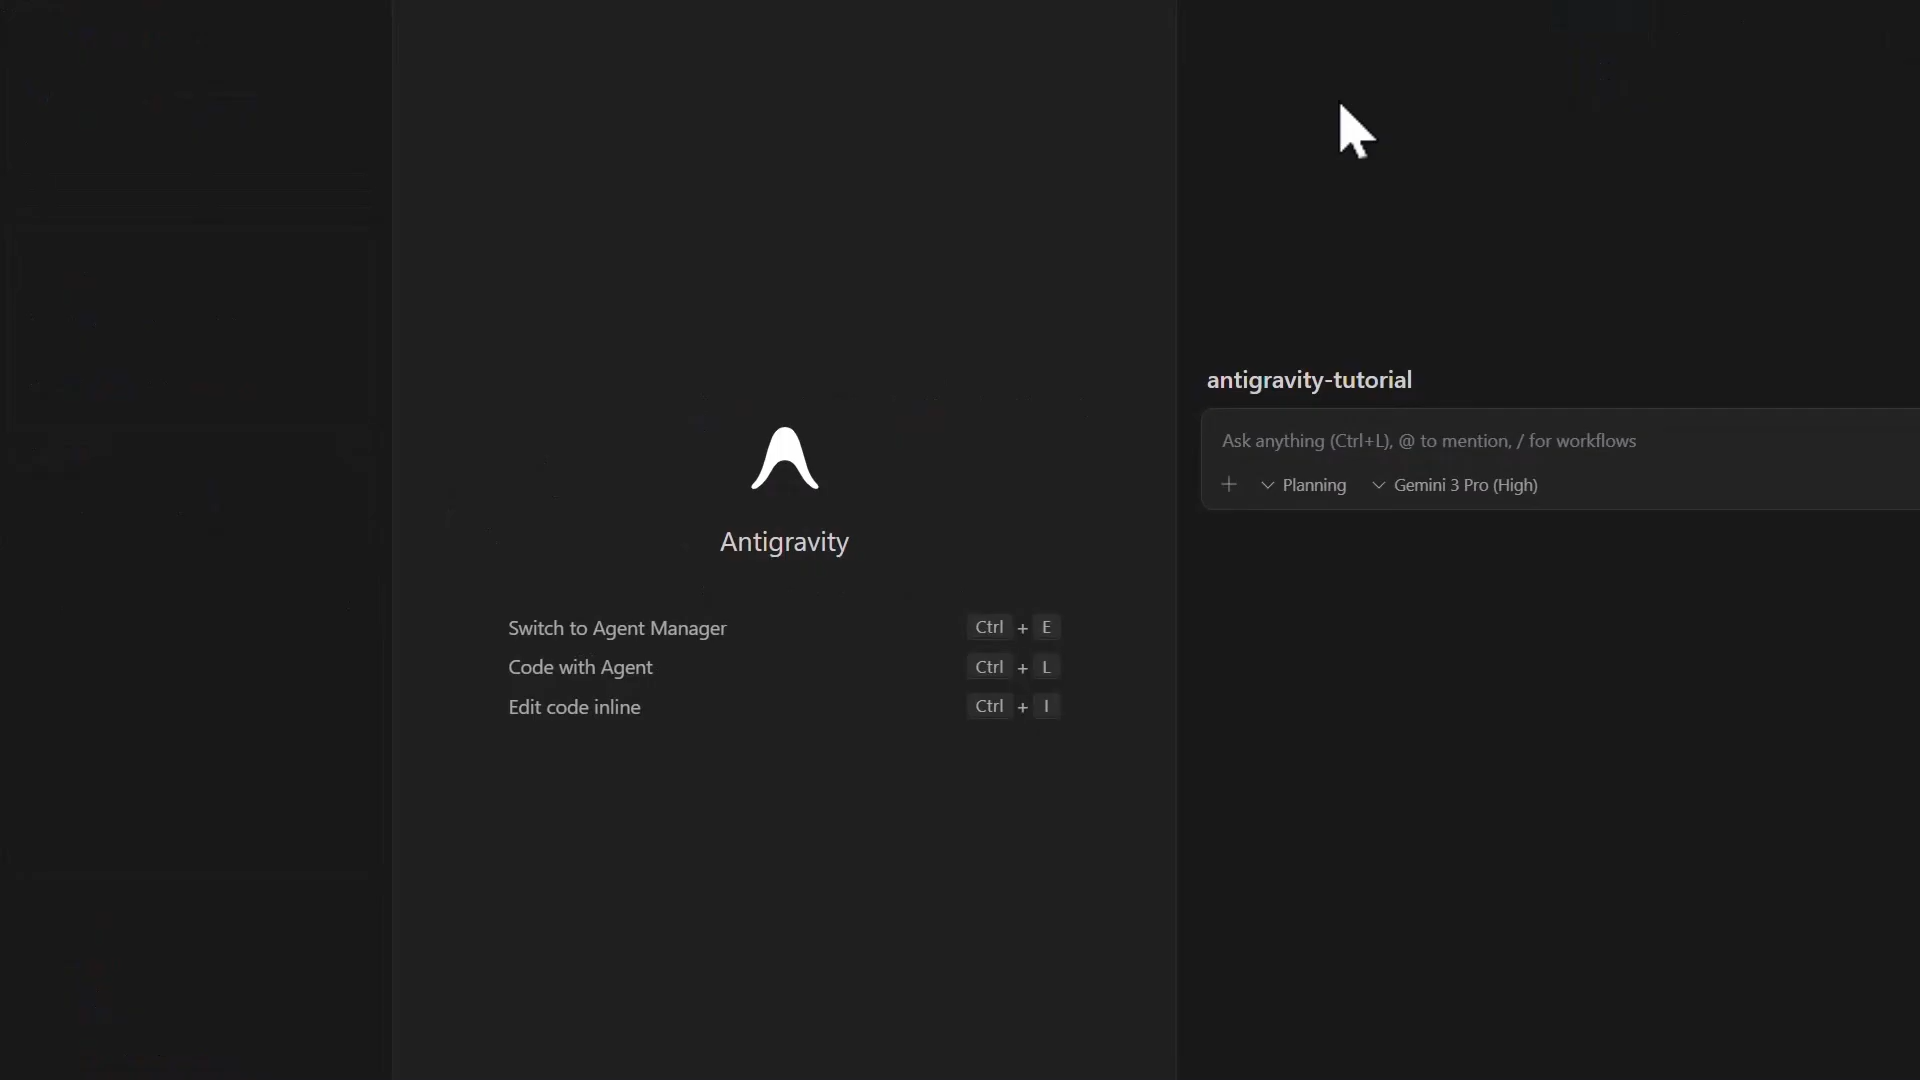 Antigravity
Switch to Agent Manager Ctrl + E
Code with Agent Ctrl + L
Edit code inline Ctrl + I
antigravity-tutorial
Ask anything (Ctrl+L), @ to mention, / for workflows
Planning Gemini 3 Pro (High)